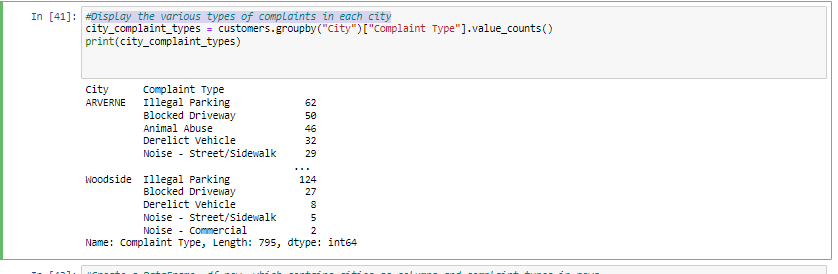 In [41]: #Display the various types of complaints in each city
city_complaint_types = customers.groupby("City")["Complaint Type"].value_counts()
print(city_complaint_types)
City Complaint Type
ARVERNE Illegal Parking 62
Blocked Driveway 50
Animal Abuse 46
Derelict Vehicle 32
Noise - Street/Sidewalk 29
...
Woodside Illegal Parking 124
Blocked Driveway 27
Derelict Vehicle 8
Noise - Street/Sidewalk 5
Noise - Commercial 2
Name: Complaint Type, Length: 795, dtype: int64